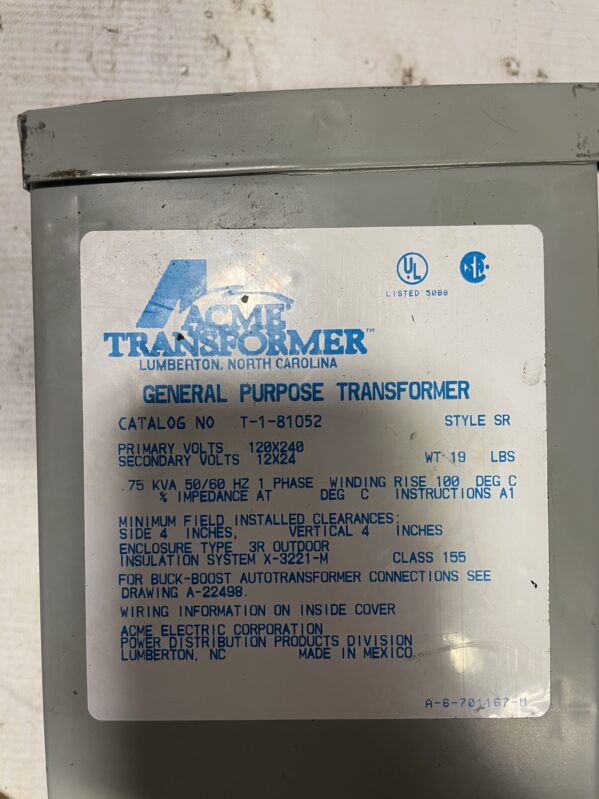 UL
LISTED 5088
ACME
TRANSFORMER™
LUMBERTON, NORTH CAROLINA
GENERAL PURPOSE TRANSFORMER
CATALOG NO T-1-81052 STYLE SR
PRIMARY VOLTS 120X240
SECONDARY VOLTS 12X24 WT 19 LBS
.75 KVA 50/60 HZ 1 PHASE WINDING RISE 100 DEG C
% IMPEDANCE AT DEG C INSTRUCTIONS A1
MINIMUM FIELD INSTALLED CLEARANCES:
SIDE 4 INCHES, VERTICAL 4 INCHES
ENCLOSURE TYPE 3R OUTDOOR
INSULATION SYSTEM X-3221-M CLASS 155
FOR BUCK-BOOST AUTOTRANSFORMER CONNECTIONS SEE
DRAWING A-22498.
WIRING INFORMATION ON INSIDE COVER
ACME ELECTRIC CORPORATION
POWER DISTRIBUTION PRODUCTS DIVISION
LUMBERTON, NC MADE IN MEXICO
A-6-701167-M